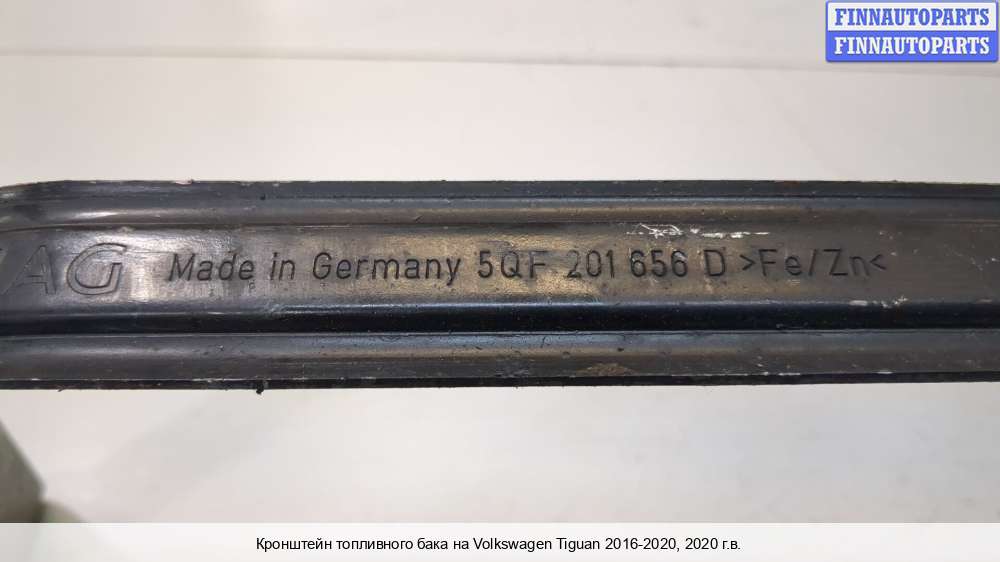 FINNAUTOPARTS
FINNAUTOPARTS
AG Made in Germany 5QF 201 656 D >Fe/Zn<
Кронштейн топливного бака на Volkswagen Tiguan 2016-2020, 2020 г.в.